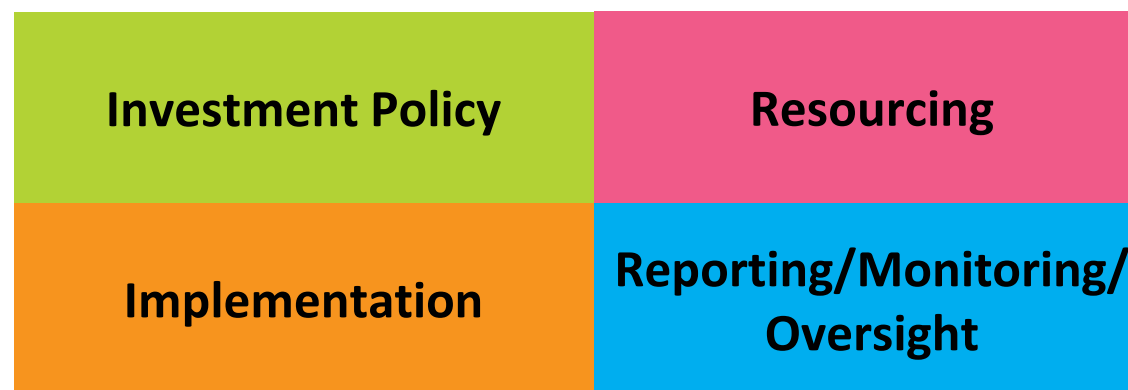 Investment Policy
Resourcing
Implementation
Reporting/Monitoring/
Oversight